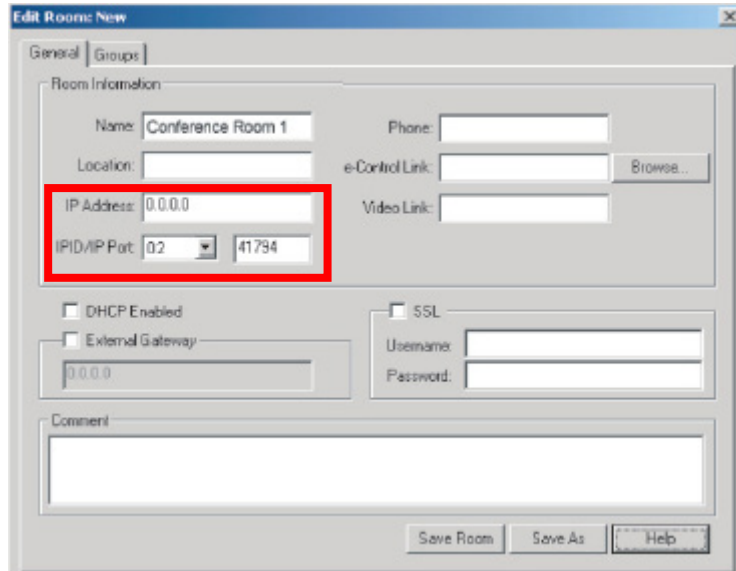 Edit Room: New
General Groups
Room Information
Name: Conference Room 1 Phone:
Location: e-Control Link: Browse...
IP Address: 0.0.0.0 Video Link:
IPID/IP Port: 02 41794
DHCP Enabled SSL
External Gateway Username:
0.0.0.0 Password:
Comment
Save Room Save As Help